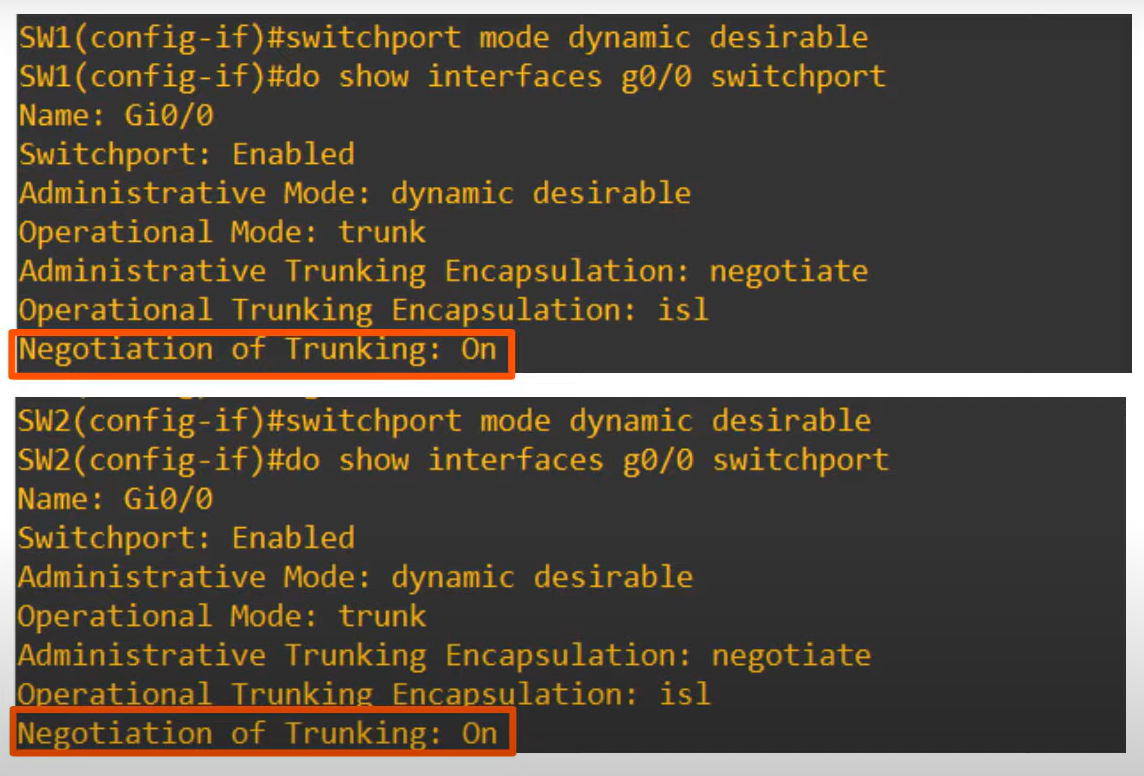 SW1(config-if)#switchport mode dynamic desirable
SW1(config-if)#do show interfaces g0/0 switchport
Name: Gi0/0
Switchport: Enabled
Administrative Mode: dynamic desirable
Operational Mode: trunk
Administrative Trunking Encapsulation: negotiate
Operational Trunking Encapsulation: isl
Negotiation of Trunking: On
SW2(config-if)#switchport mode dynamic desirable
SW2(config-if)#do show interfaces g0/0 switchport
Name: Gi0/0
Switchport: Enabled
Administrative Mode: dynamic desirable
Operational Mode: trunk
Administrative Trunking Encapsulation: negotiate
Operational Trunking Encapsulation: isl
Negotiation of Trunking: On